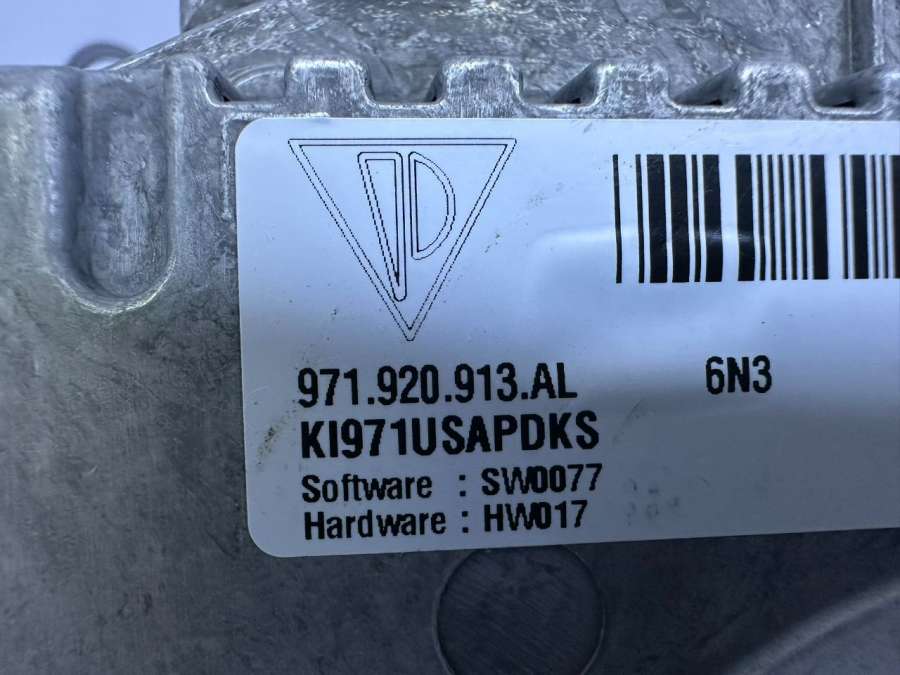 971.920.913.AL 6N3
KI971USAPDKS
Software : SW0077
Hardware : HW017